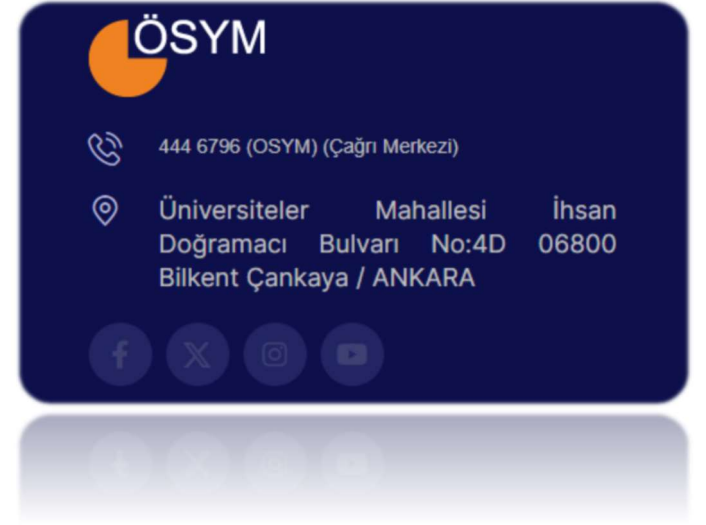 ÖSYM
444 6796 (OSYM) (Çağrı Merkezi)
Üniversiteler Mahallesi İhsan
Doğramacı Bulvarı No:4D 06800
Bilkent Çankaya / ANKARA